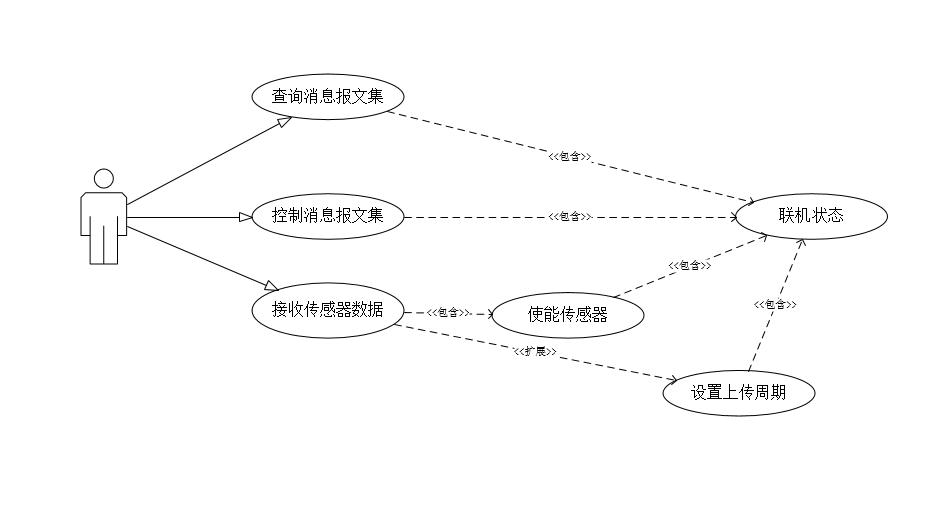 查询消息报文集
<<包含>>
控制消息报文集
<<包含>>
联机状态
<<包含>>
接收传感器数据
<<包含>>
使能传感器
<<包含>>
<<扩展>>
设置上传周期